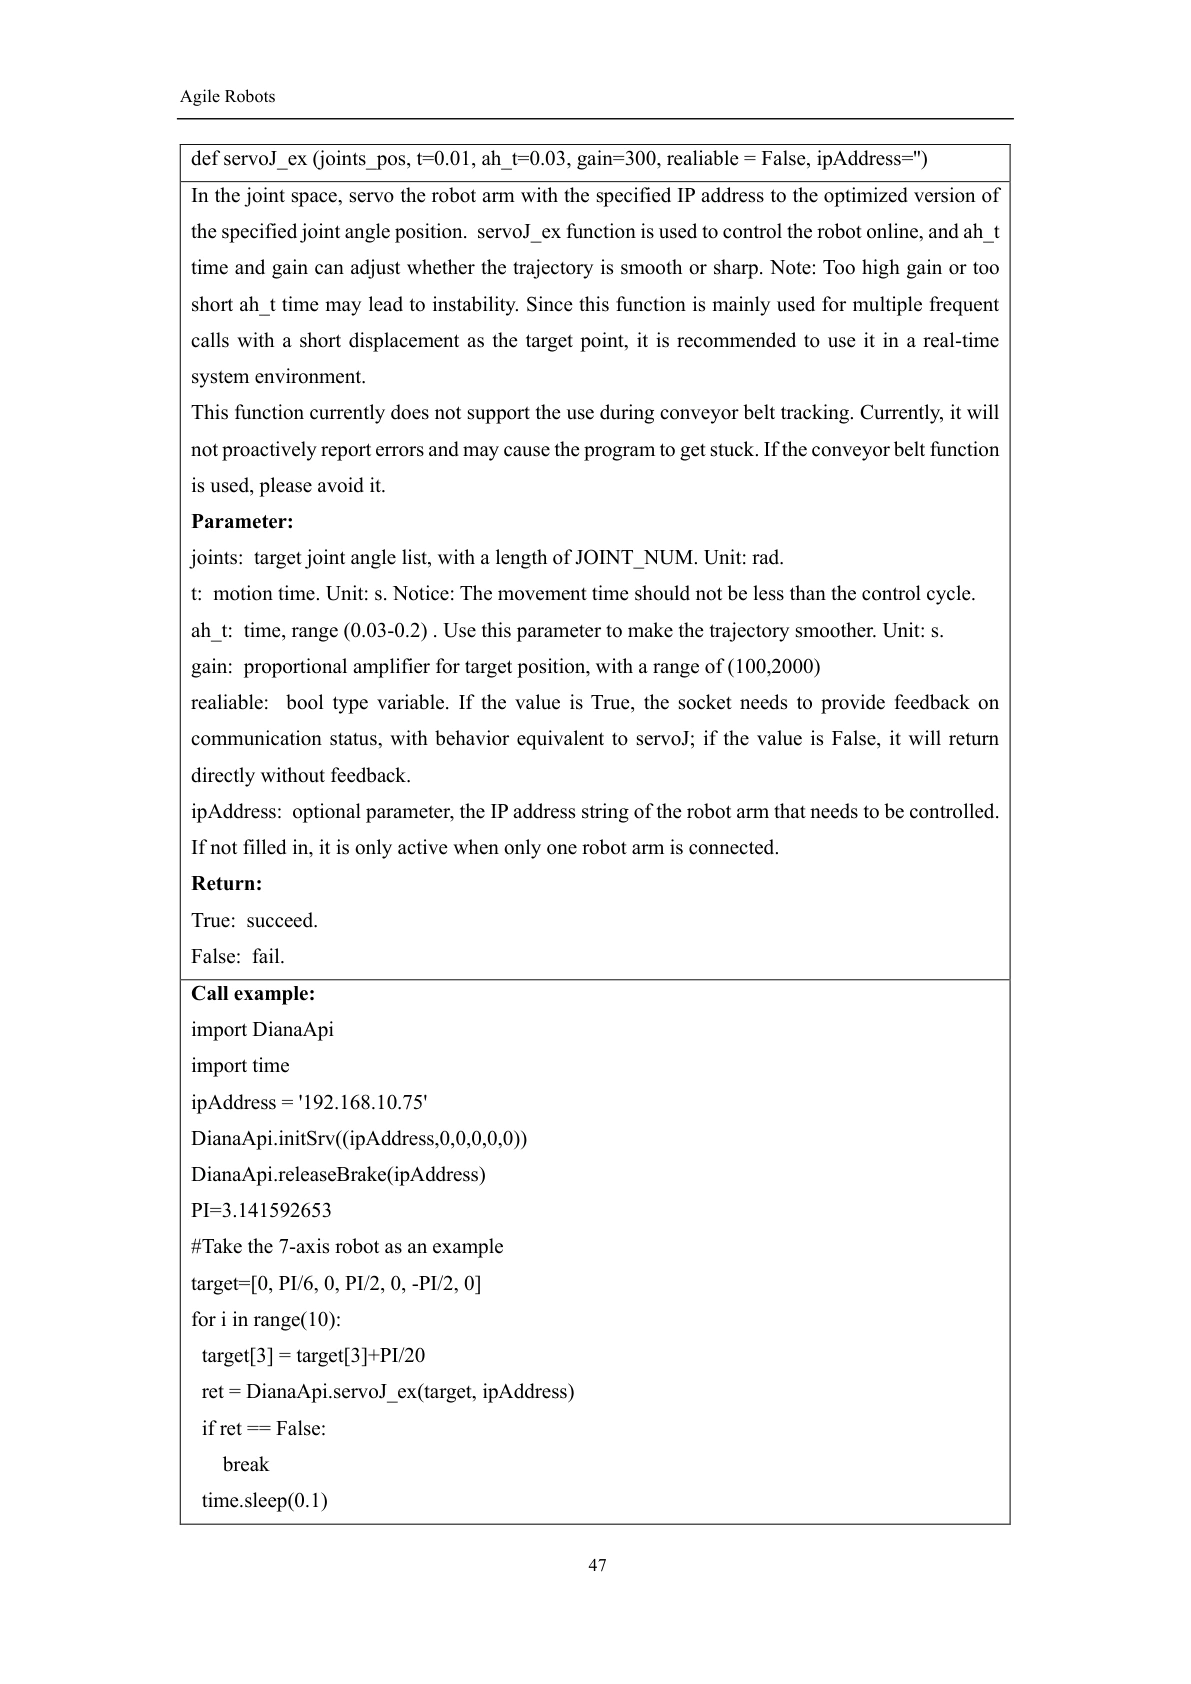 Agile Robots
def servoJ_ex (joints_pos, t=0.01, ah_t=0.03, gain=300, realiable = False, ipAddress='')
In the joint space, servo the robot arm with the specified IP address to the optimized version of
the specified joint angle position.  servoJ_ex function is used to control the robot online, and ah_t
time and gain can adjust whether the trajectory is smooth or sharp. Note: Too high gain or too
short ah_t time may lead to instability. Since this function is mainly used for multiple frequent
calls with a short displacement as the target point, it is recommended to use it in a real-time
system environment.
This function currently does not support the use during conveyor belt tracking. Currently, it will
not proactively report errors and may cause the program to get stuck. If the conveyor belt function
is used, please avoid it.
Parameter:
joints:  target joint angle list, with a length of JOINT_NUM. Unit: rad.
t:  motion time. Unit: s. Notice: The movement time should not be less than the control cycle.
ah_t:  time, range (0.03-0.2) . Use this parameter to make the trajectory smoother. Unit: s.
gain:  proportional amplifier for target position, with a range of (100,2000)
realiable:  bool type variable. If the value is True, the socket needs to provide feedback on
communication status, with behavior equivalent to servoJ; if the value is False, it will return
directly without feedback.
ipAddress:  optional parameter, the IP address string of the robot arm that needs to be controlled.
If not filled in, it is only active when only one robot arm is connected.
Return:
True:  succeed.
False:  fail.
Call example:
import DianaApi
import time
ipAddress = '192.168.10.75'
DianaApi.initSrv((ipAddress,0,0,0,0,0))
DianaApi.releaseBrake(ipAddress)
PI=3.141592653
#Take the 7-axis robot as an example
target=[0, PI/6, 0, PI/2, 0, -PI/2, 0]
for i in range(10):
  target[3] = target[3]+PI/20
  ret = DianaApi.servoJ_ex(target, ipAddress)
  if ret == False:
      break
  time.sleep(0.1)
47